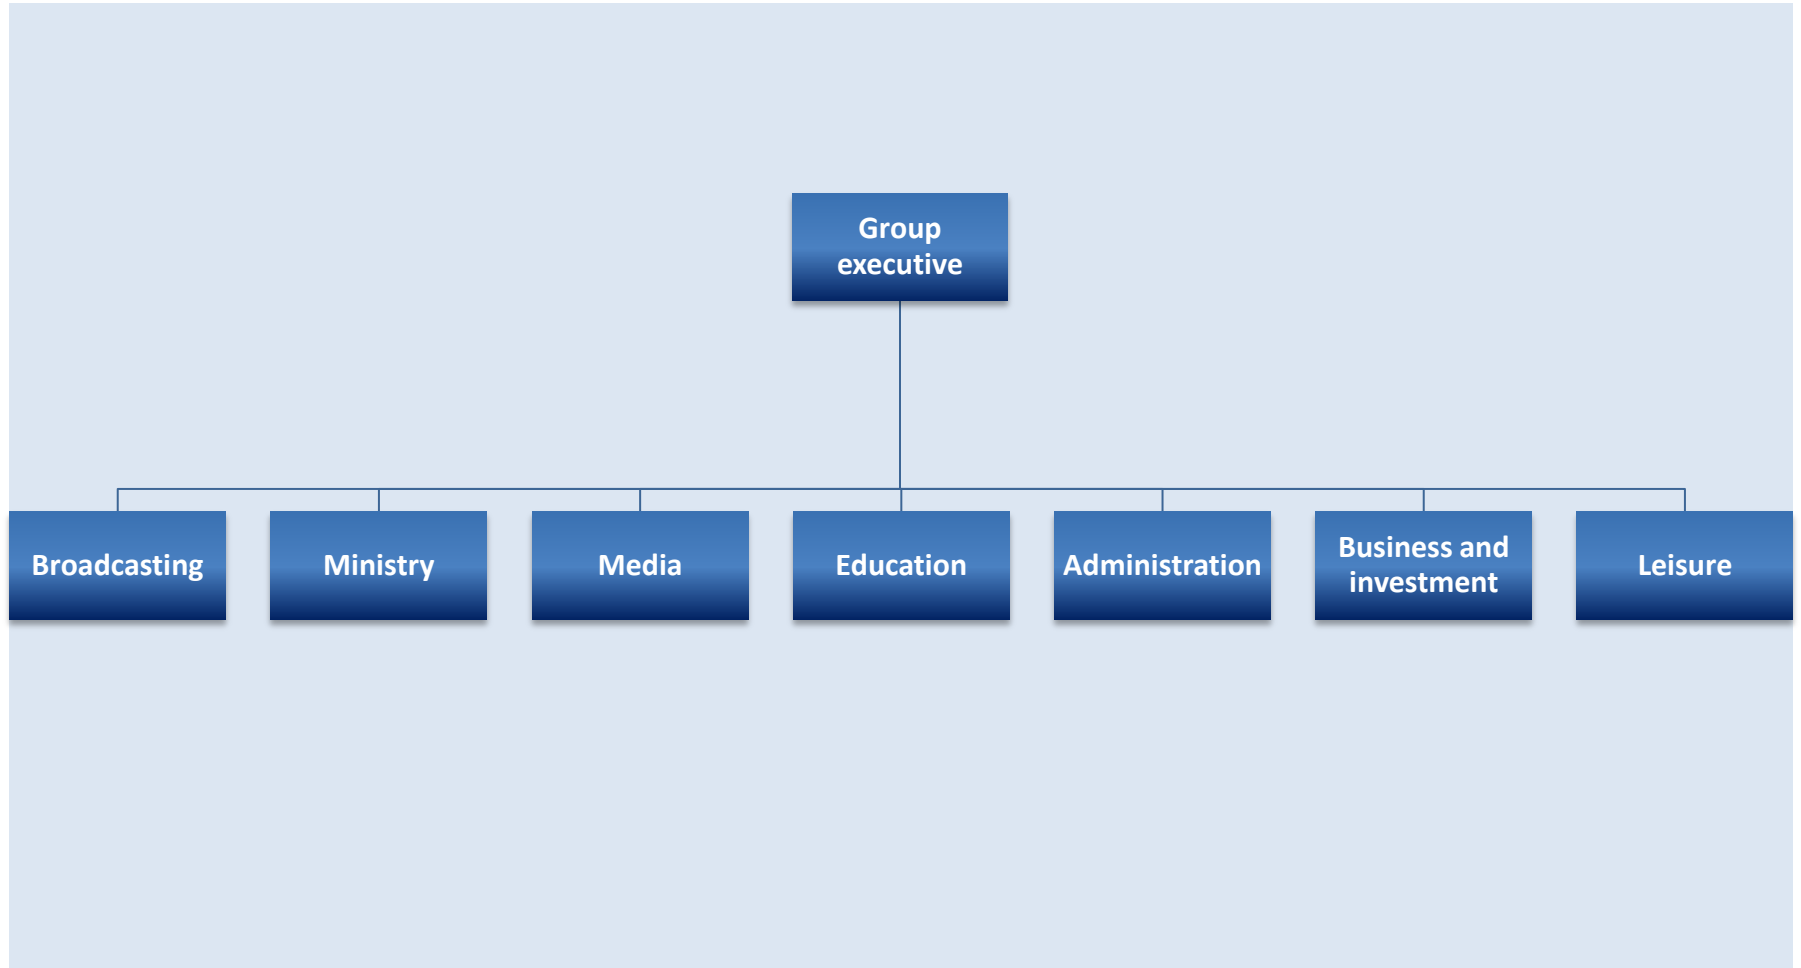 Group
executive
Broadcasting
Ministry
Media
Education
Administration
Business and
investment
Leisure